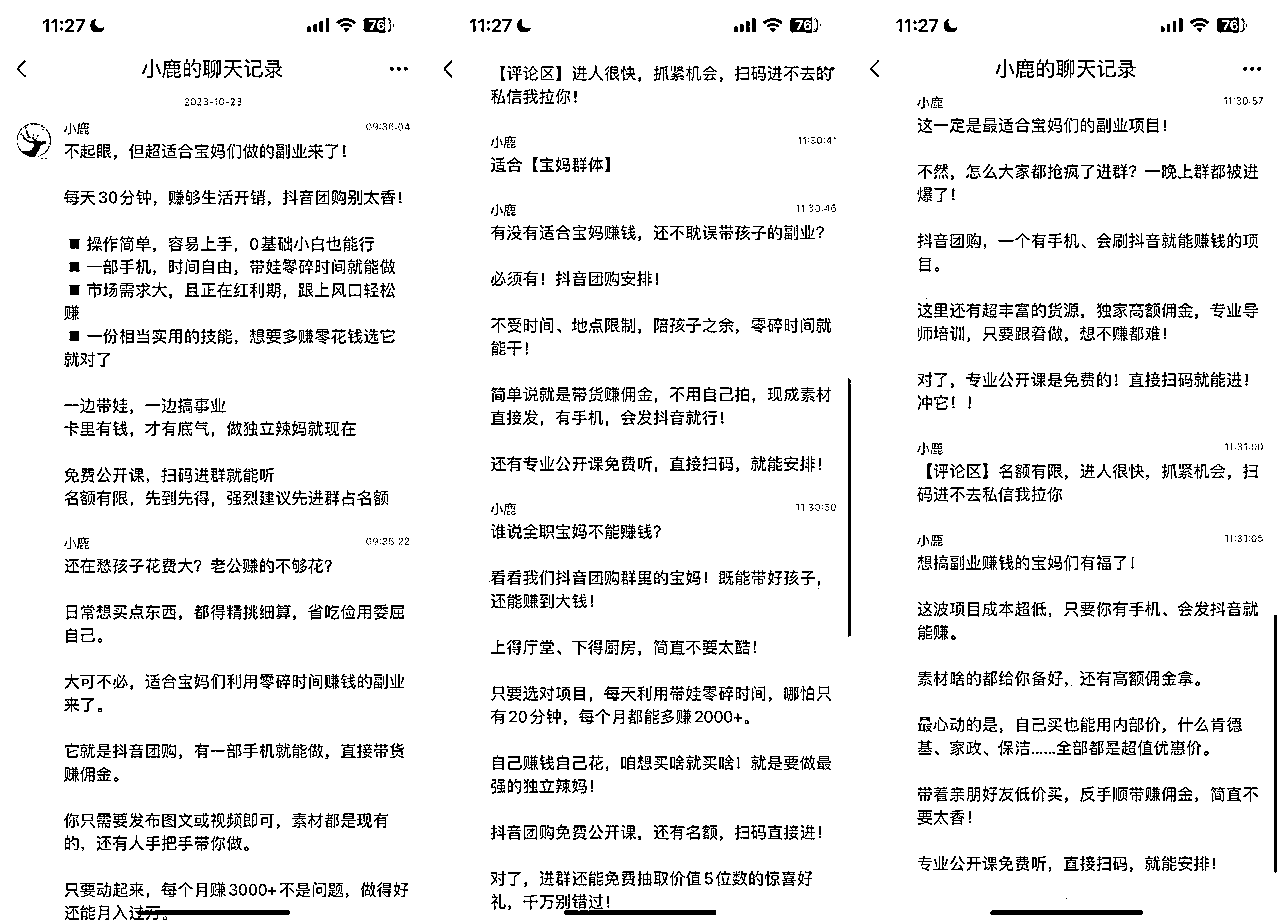 11:27
76
小鹿的聊天记录
2023-10-23
小鹿
09:35:04
不起眼，但超适合宝妈们做的副业来了！
每天30分钟，赚够生活开销，抖音团购别太香！
■ 操作简单，容易上手，0基础小白也能行
■ 一部手机，时间自由，带娃零碎时间就能做
■ 市场需求大，且正在红利期，跟上风口轻松
赚
■ 一份相当实用的技能，想要多赚零花钱选它
就对了
一边带娃，一边搞事业
卡里有钱，才有底气，做独立辣妈就现在
免费公开课，扫码进群就能听
名额有限，先到先得，强烈建议先进群占名额
小鹿
09:35:22
还在愁孩子花费大？老公赚的不够花？
日常想买点东西，都得精挑细算，省吃俭用委屈
自己。
大可不必，适合宝妈们利用零碎时间赚钱的副业
来了。
它就是抖音团购，有一部手机就能做，直接带货
赚佣金。
你只需要发布图文或视频即可，素材都是现有
的，还有人手把手带你做。
只要动起来，每个月赚3000+不是问题，做得好
还能月入过万。
11:27
76
【评论区】进人很快，抓紧机会，扫码进不去的
私信我拉你！
小鹿
11:30:41
适合【宝妈群体】
小鹿
11:30:46
有没有适合宝妈赚钱，还不耽误带孩子的副业？
必须有！抖音团购安排！
不受时间、地点限制，陪孩子之余，零碎时间就
能干！
简单说就是带货赚佣金，不用自己拍，现成素材
直接发，有手机，会发抖音就行！
还有专业公开课免费听，直接扫码，就能安排！
小鹿
11:30:50
谁说全职宝妈不能赚钱？
看看我们抖音团购群里的宝妈！既能带好孩子，
还能赚到大钱！
上得厅堂、下得厨房，简直不要太酷！
只要选对项目，每天利用带娃零碎时间，哪怕只
有20分钟，每个月都能多赚2000+。
自己赚钱自己花，咱想买啥就买啥！就是要做最
强的独立辣妈！
抖音团购免费公开课，还有名额，扫码直接进！
对了，进群还能免费抽取价值5位数的惊喜好
礼，千万别错过！
11:27
76
小鹿的聊天记录
小鹿
11:30:57
这一定是最适合宝妈们的副业项目！
不然，怎么大家都抢疯了进群？一晚上群都被进
爆了！
抖音团购，一个有手机、会刷抖音就能赚钱的项
目。
这里还有超丰富的货源，独家高额佣金，专业导
师培训，只要跟着做，想不赚都难！
对了，专业公开课是免费的！直接扫码就能进！
冲它！！
小鹿
11:31:00
【评论区】名额有限，进人很快，抓紧机会，扫
码进不去私信我拉你
小鹿
11:31:05
想搞副业赚钱的宝妈们有福了！
这波项目成本超低，只要你有手机、会发抖音就
能赚。
素材啥的都给你备好，还有高额佣金拿。
最心动的是，自己买也能用内部价，什么肯德
基、家政、保洁……全部都是超值优惠价。
带着亲朋好友低价买，反手顺带赚佣金，简直不
要太香！
专业公开课免费听，直接扫码，就能安排！